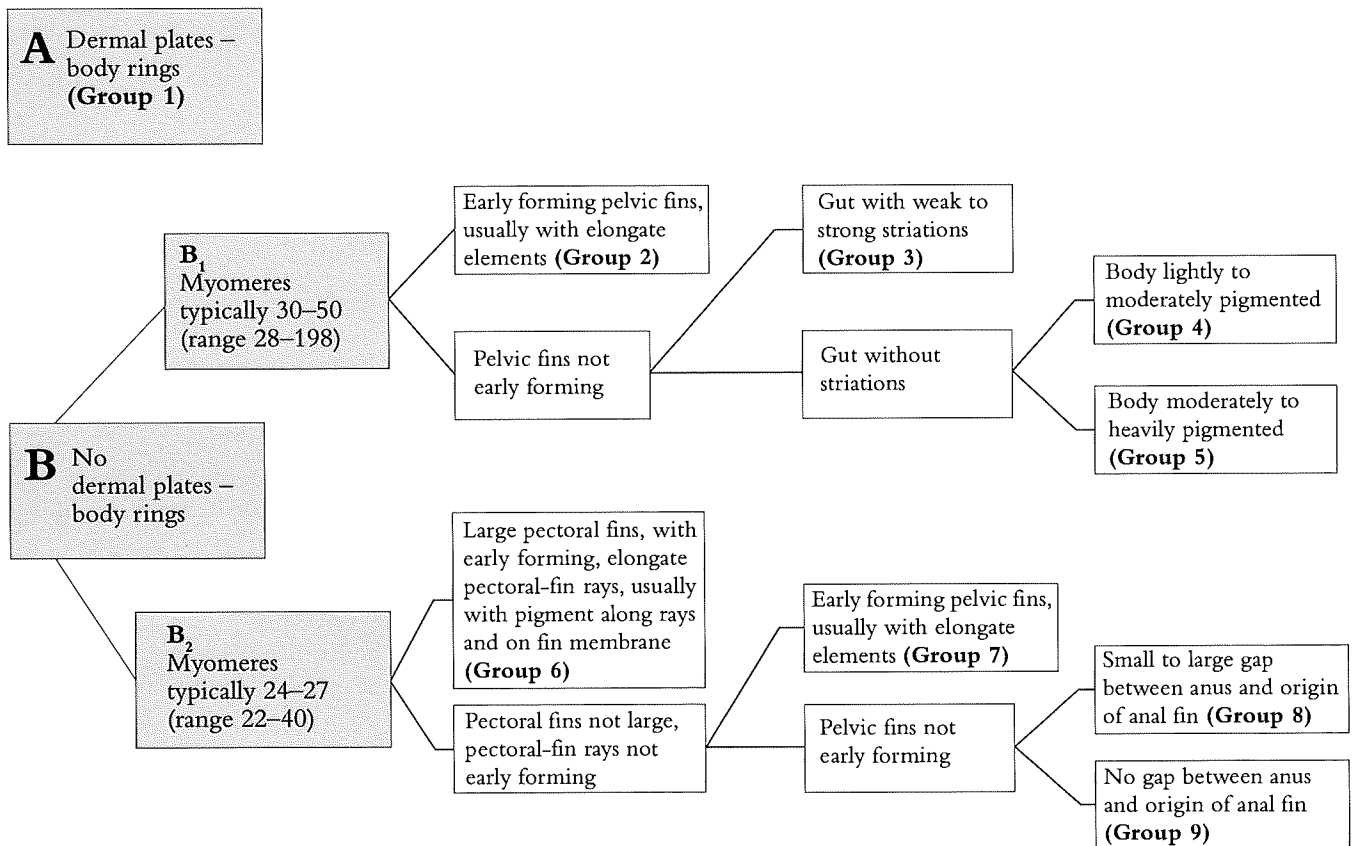 A Dermal plates –
body rings
(Group 1)
B1
Myomeres
typically 30–50
(range 28–198)
Early forming pelvic fins,
usually with elongate
elements (Group 2)
Pelvic fins not
early forming
Gut with weak to
strong striations
(Group 3)
Gut without
striations
Body lightly to
moderately pigmented
(Group 4)
Body moderately to
heavily pigmented
(Group 5)
B No
dermal plates –
body rings
B2
Myomeres
typically 24–27
(range 22–40)
Large pectoral fins, with
early forming, elongate
pectoral-fin rays, usually
with pigment along rays
and on fin membrane
(Group 6)
Pectoral fins not large,
pectoral-fin rays not
early forming
Early forming pelvic fins,
usually with elongate
elements (Group 7)
Pelvic fins not
early forming
Small to large gap
between anus and origin
of anal fin (Group 8)
No gap between anus
and origin of anal fin
(Group 9)